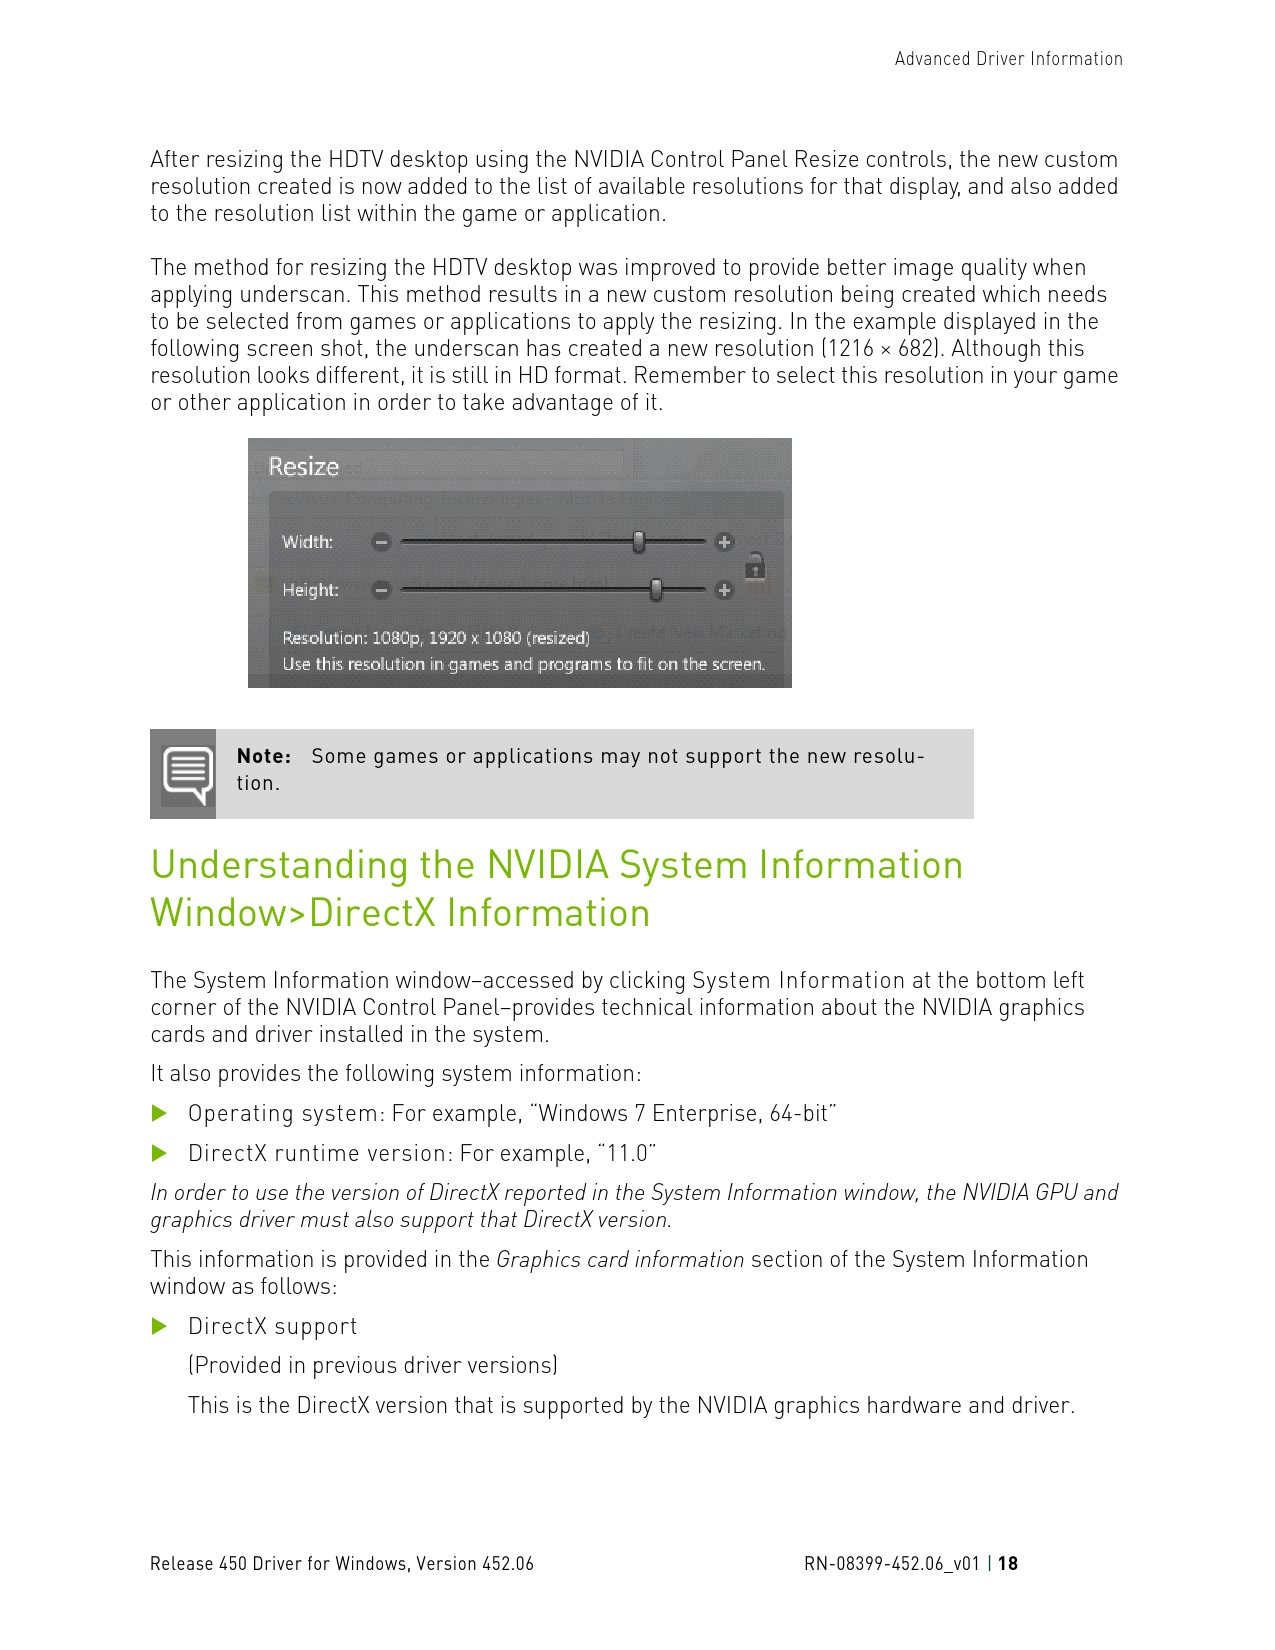 Advanced Driver Information
After resizing the HDTV desktop using the NVIDIA Control Panel Resize controls, the new custom
resolution created is now added to the list of available resolutions for that display, and also added
to the resolution list within the game or application.
The method for resizing the HDTV desktop was improved to provide better image quality when
applying underscan. This method results in a new custom resolution being created which needs
to be selected from games or applications to apply the resizing. In the example displayed in the
following screen shot, the underscan has created a new resolution (1216 × 682). Although this
resolution looks different, it is still in HD format. Remember to select this resolution in your game
or other application in order to take advantage of it.
Resize
Width:
Height:
Resolution: 1080p, 1920 x 1080 (resized)
Create New Marketing
Use this resolution in games and programs to fit on the screen.
Note: Some games or applications may not support the new resolu-
tion.
Understanding the NVIDIA System Information
Window>DirectX Information
The System Information window–accessed by clicking System Information at the bottom left
corner of the NVIDIA Control Panel–provides technical information about the NVIDIA graphics
cards and driver installed in the system.
It also provides the following system information:
▶ Operating system: For example, “Windows 7 Enterprise, 64-bit”
▶ DirectX runtime version: For example, “11.0”
In order to use the version of DirectX reported in the System Information window, the NVIDIA GPU and
graphics driver must also support that DirectX version.
This information is provided in the Graphics card information section of the System Information
window as follows:
▶ DirectX support
(Provided in previous driver versions)
This is the DirectX version that is supported by the NVIDIA graphics hardware and driver.
Release 450 Driver for Windows, Version 452.06 RN-08399-452.06_v01 | 18